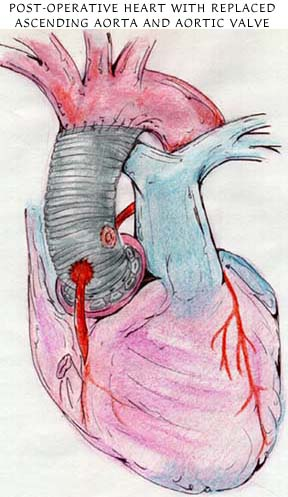 POST-OPERATIVE HEART WITH REPLACED
ASCENDING AORTA AND AORTIC VALVE